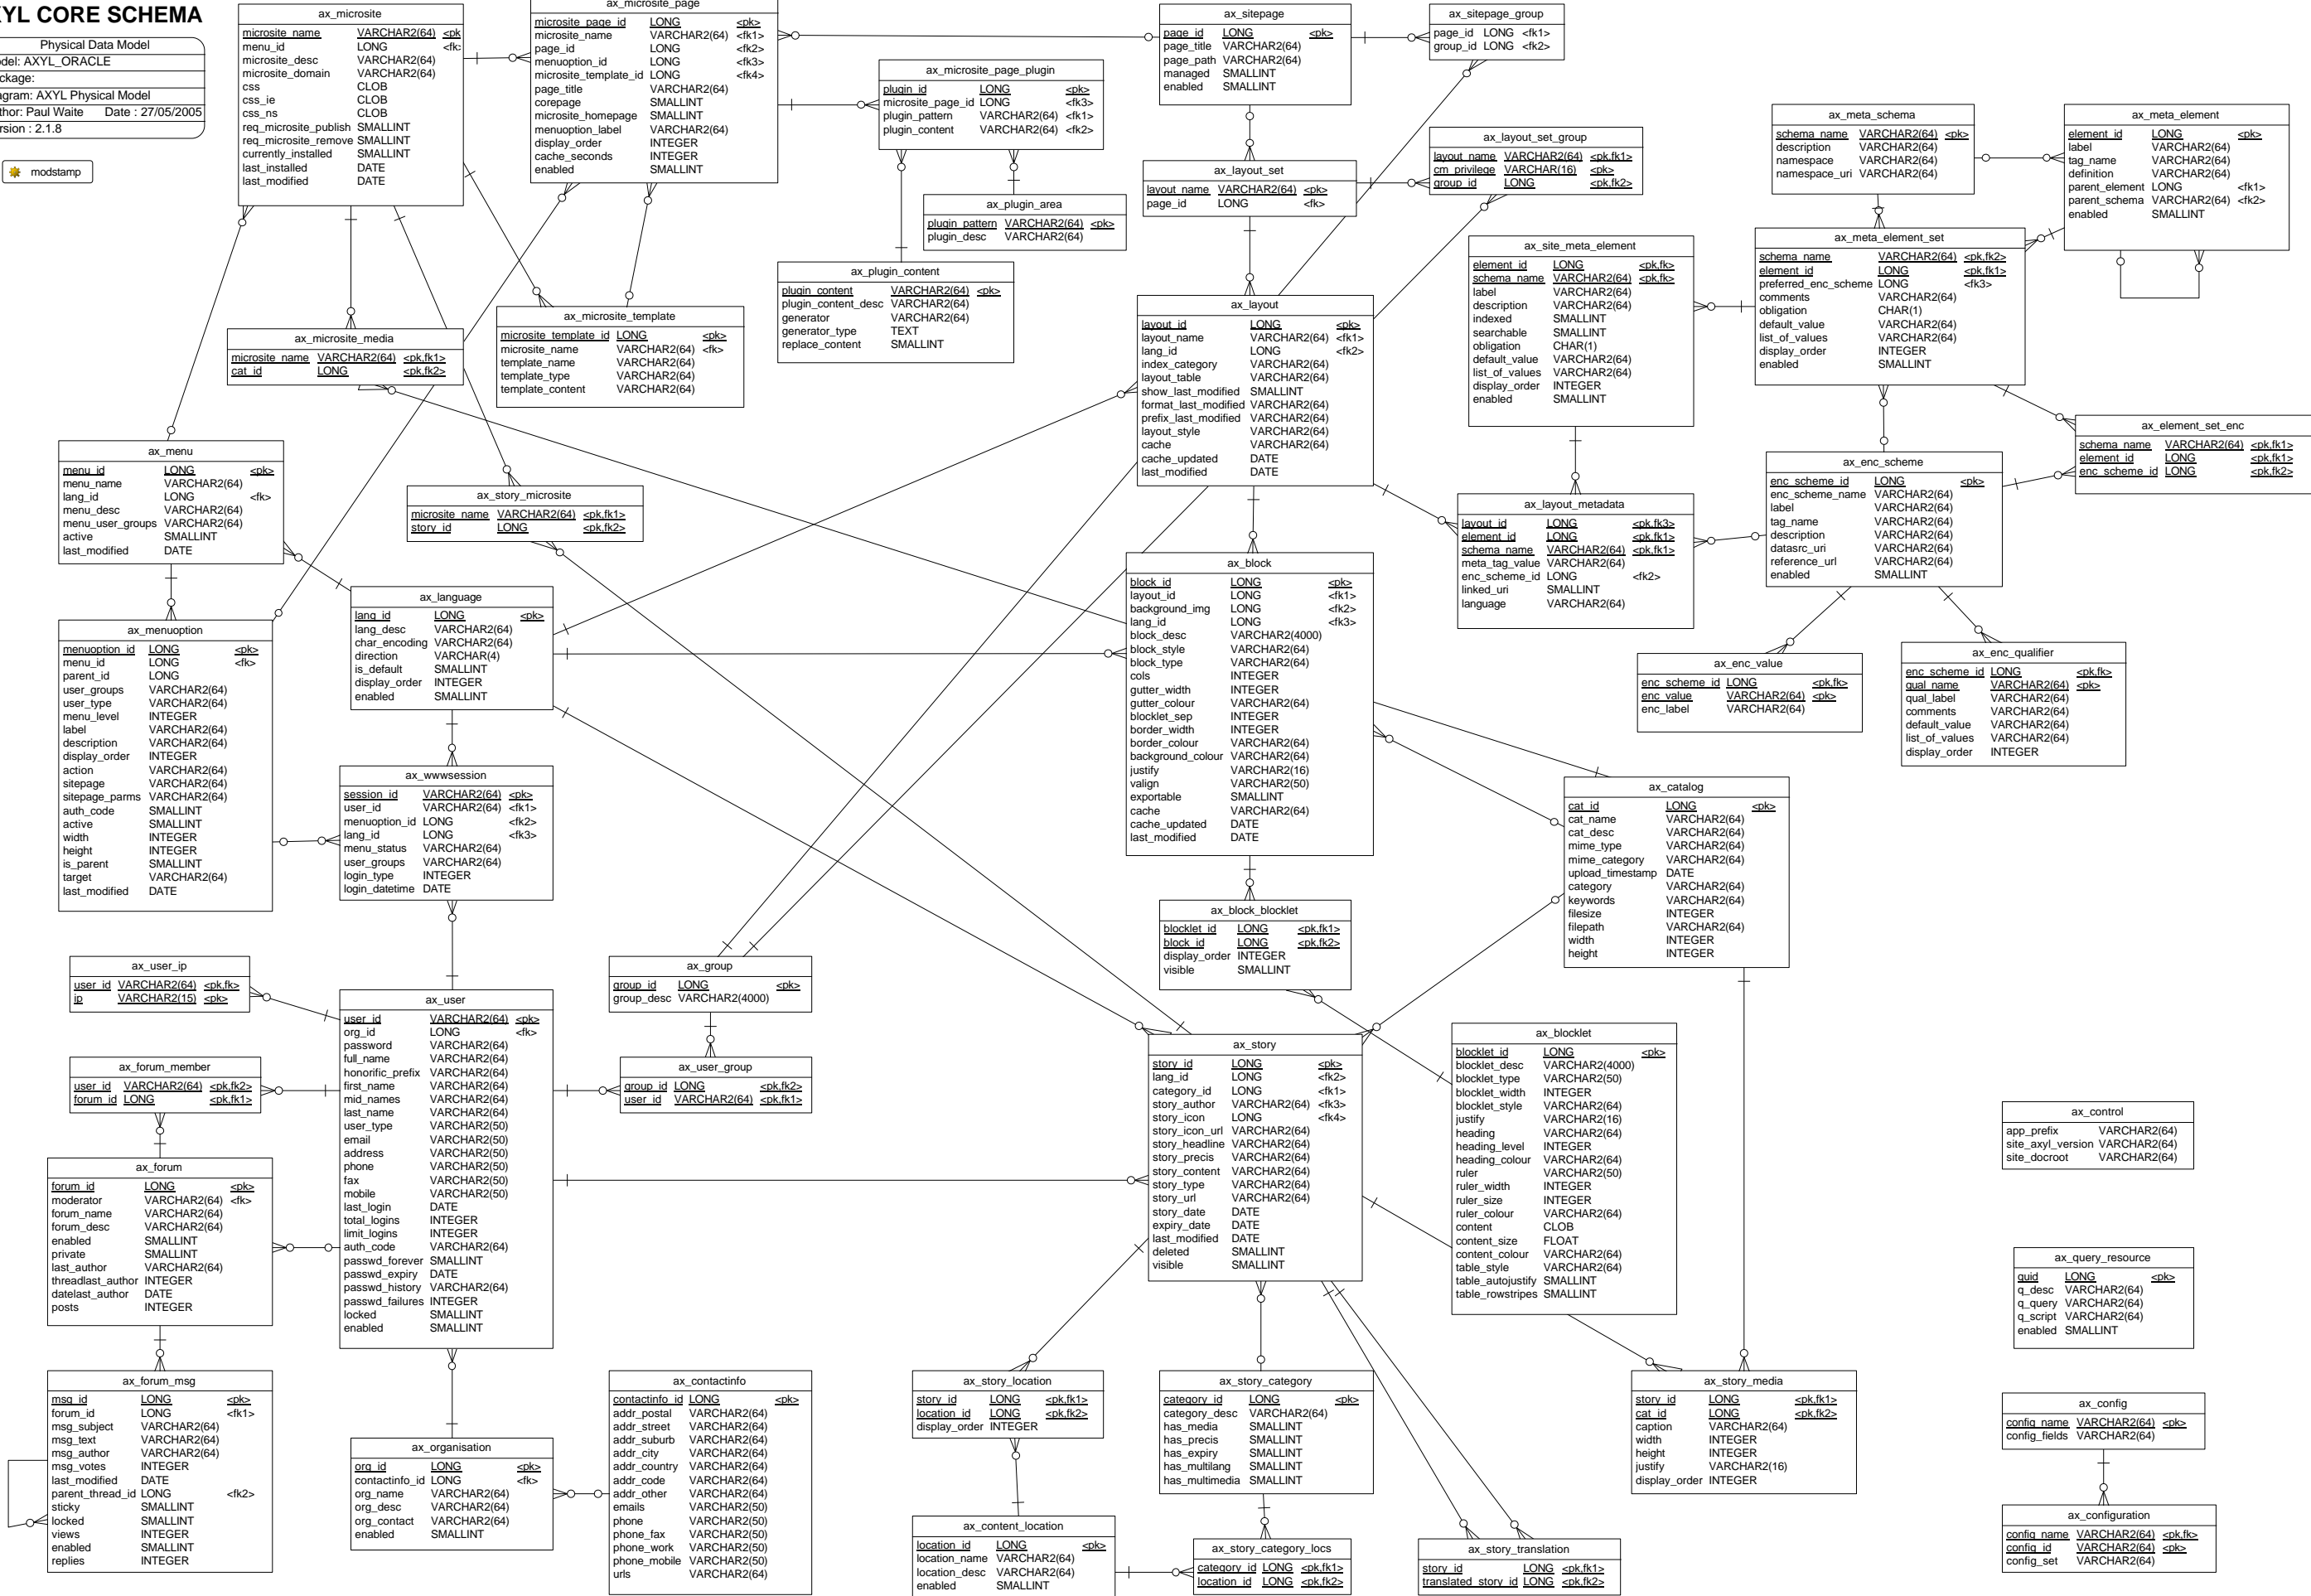 XYL CORE SCHEMA
Physical Data Model
del: AXYL_ORACLE
ckage:
agram: AXYL Physical Model
thor: Paul Waite Date : 27/05/2005
rsion : 2.1.8
modstamp
ax_microsite
microsite_name VARCHAR2(64) <pk
menu_id LONG <fk:
microsite_desc VARCHAR2(64)
microsite_domain VARCHAR2(64)
css CLOB
css_ie CLOB
css_ns CLOB
req_microsite_publish SMALLINT
req_microsite_remove SMALLINT
currently_installed SMALLINT
last_installed DATE
last_modified DATE
ax_microsite_page
microsite_page_id LONG <pk>
microsite_name VARCHAR2(64) <fk1>
page_id LONG <fk2>
menuoption_id LONG <fk3>
microsite_template_id LONG <fk4>
page_title VARCHAR2(64)
corepage SMALLINT
microsite_homepage SMALLINT
menuoption_label VARCHAR2(64)
display_order INTEGER
cache_seconds INTEGER
enabled SMALLINT
ax_microsite_page_plugin
plugin_id LONG <pk>
microsite_page_id LONG <fk3>
plugin_pattern VARCHAR2(64) <fk1>
plugin_content VARCHAR2(64) <fk2>
ax_plugin_area
plugin_pattern VARCHAR2(64) <pk>
plugin_desc VARCHAR2(64)
ax_plugin_content
plugin_content VARCHAR2(64) <pk>
plugin_content_desc VARCHAR2(64)
generator VARCHAR2(64)
generator_type TEXT
replace_content SMALLINT
ax_sitepage
page_id LONG <pk>
page_title VARCHAR2(64)
page_path VARCHAR2(64)
managed SMALLINT
enabled SMALLINT
ax_sitepage_group
page_id LONG <fk1>
group_id LONG <fk2>
ax_layout_set_group
layout_name VARCHAR2(64) <pk,fk1>
cm_privilege VARCHAR(16) <pk>
group_id LONG <pk,fk2>
ax_layout_set
layout_name VARCHAR2(64) <pk>
page_id LONG <fk>
ax_meta_schema
schema_name VARCHAR2(64) <pk>
description VARCHAR2(64)
namespace VARCHAR2(64)
namespace_uri VARCHAR2(64)
ax_meta_element
element_id LONG <pk>
label VARCHAR2(64)
tag_name VARCHAR2(64)
definition VARCHAR2(64)
parent_element LONG <fk1>
parent_schema VARCHAR2(64) <fk2>
enabled SMALLINT
ax_site_meta_element
element_id LONG <pk,fk>
schema_name VARCHAR2(64) <pk,fk>
label VARCHAR2(64)
description VARCHAR2(64)
indexed SMALLINT
searchable SMALLINT
obligation CHAR(1)
default_value VARCHAR2(64)
list_of_values VARCHAR2(64)
display_order INTEGER
enabled SMALLINT
ax_meta_element_set
schema_name VARCHAR2(64) <pk,fk2>
element_id LONG <pk,fk1>
preferred_enc_scheme LONG <fk3>
comments VARCHAR2(64)
obligation CHAR(1)
default_value VARCHAR2(64)
list_of_values VARCHAR2(64)
display_order INTEGER
enabled SMALLINT
ax_microsite_media
microsite_name VARCHAR2(64) <pk,fk1>
cat_id LONG <pk,fk2>
ax_microsite_template
microsite_template_id LONG <pk>
microsite_name VARCHAR2(64) <fk>
template_name VARCHAR2(64)
template_type VARCHAR2(64)
template_content VARCHAR2(64)
ax_layout
layout_id LONG <pk>
layout_name VARCHAR2(64) <fk1>
lang_id LONG <fk2>
index_category VARCHAR2(64)
layout_table VARCHAR2(64)
show_last_modified SMALLINT
format_last_modified VARCHAR2(64)
prefix_last_modified VARCHAR2(64)
layout_style VARCHAR2(64)
cache VARCHAR2(64)
cache_updated DATE
last_modified DATE
ax_element_set_enc
schema_name VARCHAR2(64) <pk,fk1>
element_id LONG <pk,fk1>
enc_scheme_id LONG <pk,fk2>
ax_menu
menu_id LONG <pk>
menu_name VARCHAR2(64)
lang_id LONG <fk>
menu_desc VARCHAR2(64)
menu_user_groups VARCHAR2(64)
active SMALLINT
last_modified DATE
ax_story_microsite
microsite_name VARCHAR2(64) <pk,fk1>
story_id LONG <pk,fk2>
ax_layout_metadata
layout_id LONG <pk,fk3>
element_id LONG <pk,fk1>
schema_name VARCHAR2(64) <pk,fk1>
meta_tag_value VARCHAR2(64)
enc_scheme_id LONG <fk2>
linked_uri SMALLINT
language VARCHAR2(64)
ax_enc_scheme
enc_scheme_id LONG <pk>
enc_scheme_name VARCHAR2(64)
label VARCHAR2(64)
tag_name VARCHAR2(64)
description VARCHAR2(64)
datasrc_uri VARCHAR2(64)
reference_url VARCHAR2(64)
enabled SMALLINT
ax_language
lang_id LONG <pk>
lang_desc VARCHAR2(64)
char_encoding VARCHAR2(64)
direction VARCHAR(4)
is_default SMALLINT
display_order INTEGER
enabled SMALLINT
ax_block
block_id LONG <pk>
layout_id LONG <fk1>
background_img LONG <fk2>
lang_id LONG <fk3>
block_desc VARCHAR2(4000)
block_style VARCHAR2(64)
block_type VARCHAR2(64)
cols INTEGER
gutter_width INTEGER
gutter_colour VARCHAR2(64)
blocklet_sep INTEGER
border_width INTEGER
border_colour VARCHAR2(64)
background_colour VARCHAR2(64)
justify VARCHAR2(16)
valign VARCHAR2(50)
exportable SMALLINT
cache VARCHAR2(64)
cache_updated DATE
last_modified DATE
ax_menuoption
menuoption_id LONG <pk>
menu_id LONG <fk>
parent_id LONG
user_groups VARCHAR2(64)
user_type VARCHAR2(64)
menu_level INTEGER
label VARCHAR2(64)
description VARCHAR2(64)
display_order INTEGER
action VARCHAR2(64)
sitepage VARCHAR2(64)
sitepage_parms VARCHAR2(64)
auth_code SMALLINT
active SMALLINT
width INTEGER
height INTEGER
is_parent SMALLINT
target VARCHAR2(64)
last_modified DATE
ax_enc_value
enc_scheme_id LONG <pk,fk>
enc_value VARCHAR2(64) <pk>
enc_label VARCHAR2(64)
ax_enc_qualifier
enc_scheme_id LONG <pk,fk>
qual_name VARCHAR2(64) <pk>
qual_label VARCHAR2(64)
comments VARCHAR2(64)
default_value VARCHAR2(64)
list_of_values VARCHAR2(64)
display_order INTEGER
ax_wwwsession
session_id VARCHAR2(64) <pk>
user_id VARCHAR2(64) <fk1>
menuoption_id LONG <fk2>
lang_id LONG <fk3>
menu_status VARCHAR2(64)
user_groups VARCHAR2(64)
login_type INTEGER
login_datetime DATE
ax_catalog
cat_id LONG <pk>
cat_name VARCHAR2(64)
cat_desc VARCHAR2(64)
mime_type VARCHAR2(64)
mime_category VARCHAR2(64)
upload_timestamp DATE
category VARCHAR2(64)
keywords VARCHAR2(64)
filesize INTEGER
filepath VARCHAR2(64)
width INTEGER
height INTEGER
ax_block_blocklet
blocklet_id LONG <pk,fk1>
block_id LONG <pk,fk2>
display_order INTEGER
visible SMALLINT
ax_user_ip
user_id VARCHAR2(64) <pk,fk>
ip VARCHAR2(15) <pk>
ax_group
group_id LONG <pk>
group_desc VARCHAR2(4000)
ax_user
user_id VARCHAR2(64) <pk>
org_id LONG <fk>
password VARCHAR2(64)
full_name VARCHAR2(64)
honorific_prefix VARCHAR2(64)
first_name VARCHAR2(64)
mid_names VARCHAR2(64)
last_name VARCHAR2(64)
user_type VARCHAR2(50)
email VARCHAR2(50)
address VARCHAR2(50)
phone VARCHAR2(50)
fax VARCHAR2(50)
mobile VARCHAR2(50)
last_login DATE
total_logins INTEGER
limit_logins INTEGER
auth_code VARCHAR2(64)
passwd_forever SMALLINT
passwd_expiry DATE
passwd_history VARCHAR2(64)
passwd_failures INTEGER
locked SMALLINT
enabled SMALLINT
ax_forum_member
user_id VARCHAR2(64) <pk,fk2>
forum_id LONG <pk,fk1>
ax_user_group
group_id LONG <pk,fk2>
user_id VARCHAR2(64) <pk,fk1>
ax_story
story_id LONG <pk>
lang_id LONG <fk2>
category_id LONG <fk1>
story_author VARCHAR2(64) <fk3>
story_icon LONG <fk4>
story_icon_url VARCHAR2(64)
story_headline VARCHAR2(64)
story_precis VARCHAR2(64)
story_content VARCHAR2(64)
story_type VARCHAR2(64)
story_url VARCHAR2(64)
story_date DATE
expiry_date DATE
last_modified DATE
deleted SMALLINT
visible SMALLINT
ax_blocklet
blocklet_id LONG <pk>
blocklet_desc VARCHAR2(4000)
blocklet_type VARCHAR2(50)
blocklet_width INTEGER
blocklet_style VARCHAR2(64)
justify VARCHAR2(16)
heading VARCHAR2(64)
heading_level INTEGER
heading_colour VARCHAR2(64)
ruler VARCHAR2(50)
ruler_width INTEGER
ruler_size INTEGER
ruler_colour VARCHAR2(64)
content CLOB
content_size FLOAT
content_colour VARCHAR2(64)
table_style VARCHAR2(64)
table_autojustify SMALLINT
table_rowstripes SMALLINT
ax_control
app_prefix VARCHAR2(64)
site_axyl_version VARCHAR2(64)
site_docroot VARCHAR2(64)
ax_forum
forum_id LONG <pk>
moderator VARCHAR2(64) <fk>
forum_name VARCHAR2(64)
forum_desc VARCHAR2(64)
enabled SMALLINT
private SMALLINT
last_author VARCHAR2(64)
threadlast_author INTEGER
datelast_author DATE
posts INTEGER
ax_query_resource
quid LONG <pk>
q_desc VARCHAR2(64)
q_query VARCHAR2(64)
q_script VARCHAR2(64)
enabled SMALLINT
ax_forum_msg
msg_id LONG <pk>
forum_id LONG <fk1>
msg_subject VARCHAR2(64)
msg_text VARCHAR2(64)
msg_author VARCHAR2(64)
msg_votes INTEGER
last_modified DATE
parent_thread_id LONG <fk2>
sticky SMALLINT
locked SMALLINT
views INTEGER
enabled SMALLINT
replies INTEGER
ax_organisation
org_id LONG <pk>
contactinfo_id LONG <fk>
org_name VARCHAR2(64)
org_desc VARCHAR2(64)
org_contact VARCHAR2(64)
enabled SMALLINT
ax_contactinfo
contactinfo_id LONG <pk>
addr_postal VARCHAR2(64)
addr_street VARCHAR2(64)
addr_suburb VARCHAR2(64)
addr_city VARCHAR2(64)
addr_country VARCHAR2(64)
addr_code VARCHAR2(64)
addr_other VARCHAR2(64)
emails VARCHAR2(50)
phone VARCHAR2(50)
phone_fax VARCHAR2(50)
phone_work VARCHAR2(50)
phone_mobile VARCHAR2(50)
urls VARCHAR2(64)
ax_story_location
story_id LONG <pk,fk1>
location_id LONG <pk,fk2>
display_order INTEGER
ax_story_category
category_id LONG <pk>
category_desc VARCHAR2(64)
has_media SMALLINT
has_precis SMALLINT
has_expiry SMALLINT
has_multilang SMALLINT
has_multimedia SMALLINT
ax_story_media
story_id LONG <pk,fk1>
cat_id LONG <pk,fk2>
caption VARCHAR2(64)
width INTEGER
height INTEGER
justify VARCHAR2(16)
display_order INTEGER
ax_config
config_name VARCHAR2(64) <pk>
config_fields VARCHAR2(64)
ax_content_location
location_id LONG <pk>
location_name VARCHAR2(64)
location_desc VARCHAR2(64)
enabled SMALLINT
ax_story_category_locs
category_id LONG <pk,fk1>
location_id LONG <pk,fk2>
ax_story_translation
story_id LONG <pk,fk1>
translated_story_id LONG <pk,fk2>
ax_configuration
config_name VARCHAR2(64) <pk,fk>
config_id VARCHAR2(64) <pk>
config_set VARCHAR2(64)